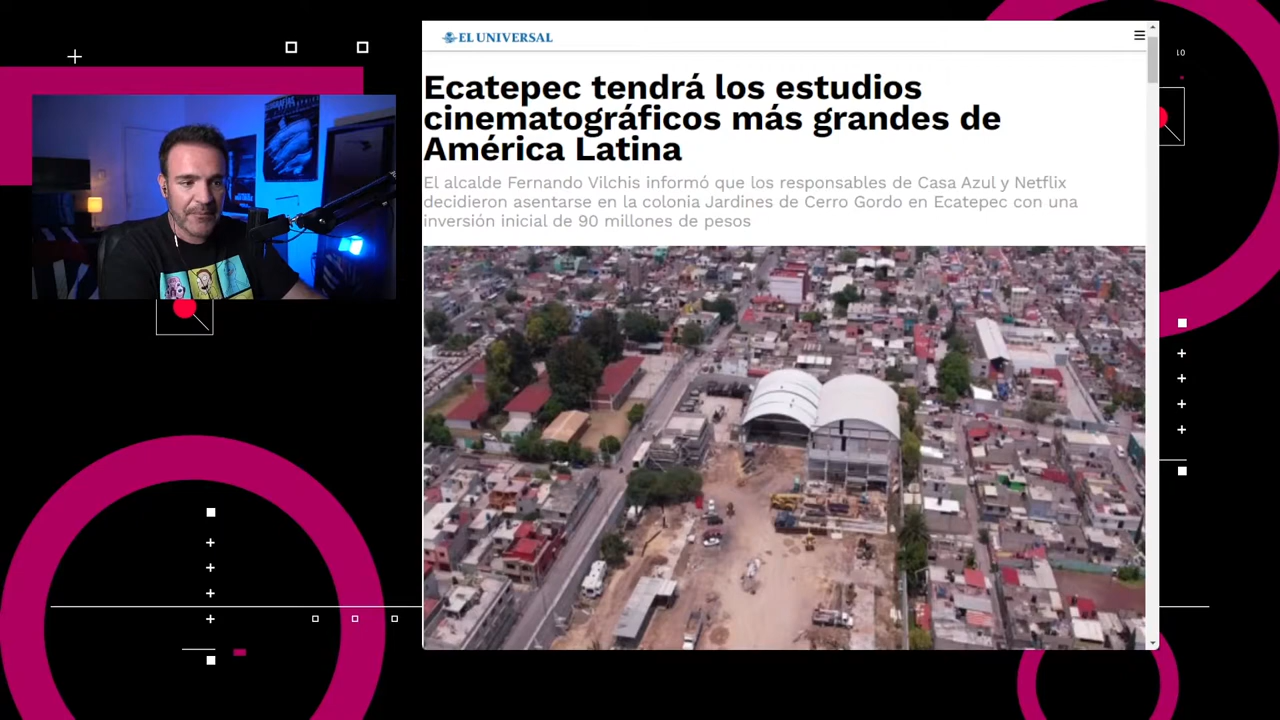 EL UNIVERSAL
Ecatepec tendrá los estudios
cinematográficos más grandes de
América Latina
El alcalde Fernando Vilchis informó que los responsables de Casa Azul y Netflix
decidieron asentarse en la colonia Jardines de Cerro Gordo en Ecatepec con una
inversión inicial de 90 millones de pesos